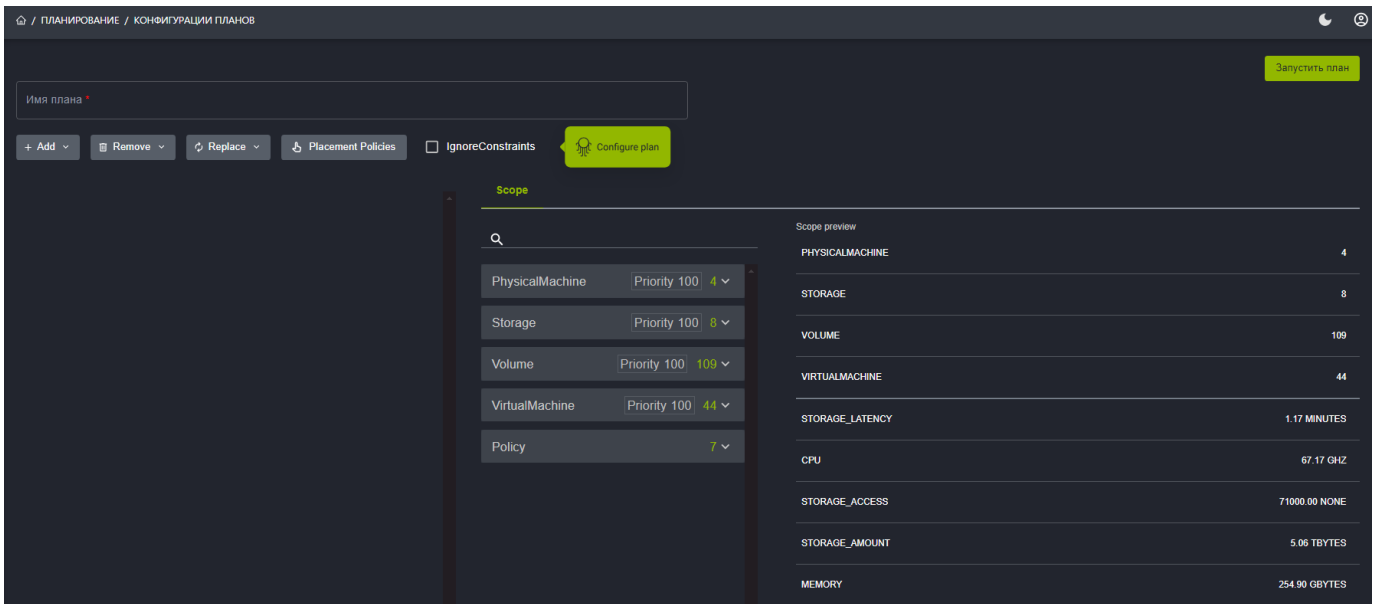 / ПЛАНИРОВАНИЕ / КОНФИГУРАЦИИ ПЛАНОВ
Запустить план
Имя плана *
+ Add
Remove
Replace
Placement Policies
IgnoreConstraints
Configure plan
Scope
PhysicalMachine Priority 100 4
Storage Priority 100 8
Volume Priority 100 109
VirtualMachine Priority 100 44
Policy 7
Scope preview
PHYSICALMACHINE 4
STORAGE 8
VOLUME 109
VIRTUALMACHINE 44
STORAGE_LATENCY 1.17 MINUTES
CPU 67.17 GHZ
STORAGE_ACCESS 71000.00 NONE
STORAGE_AMOUNT 5.06 TBYTES
MEMORY 254.90 GBYTES